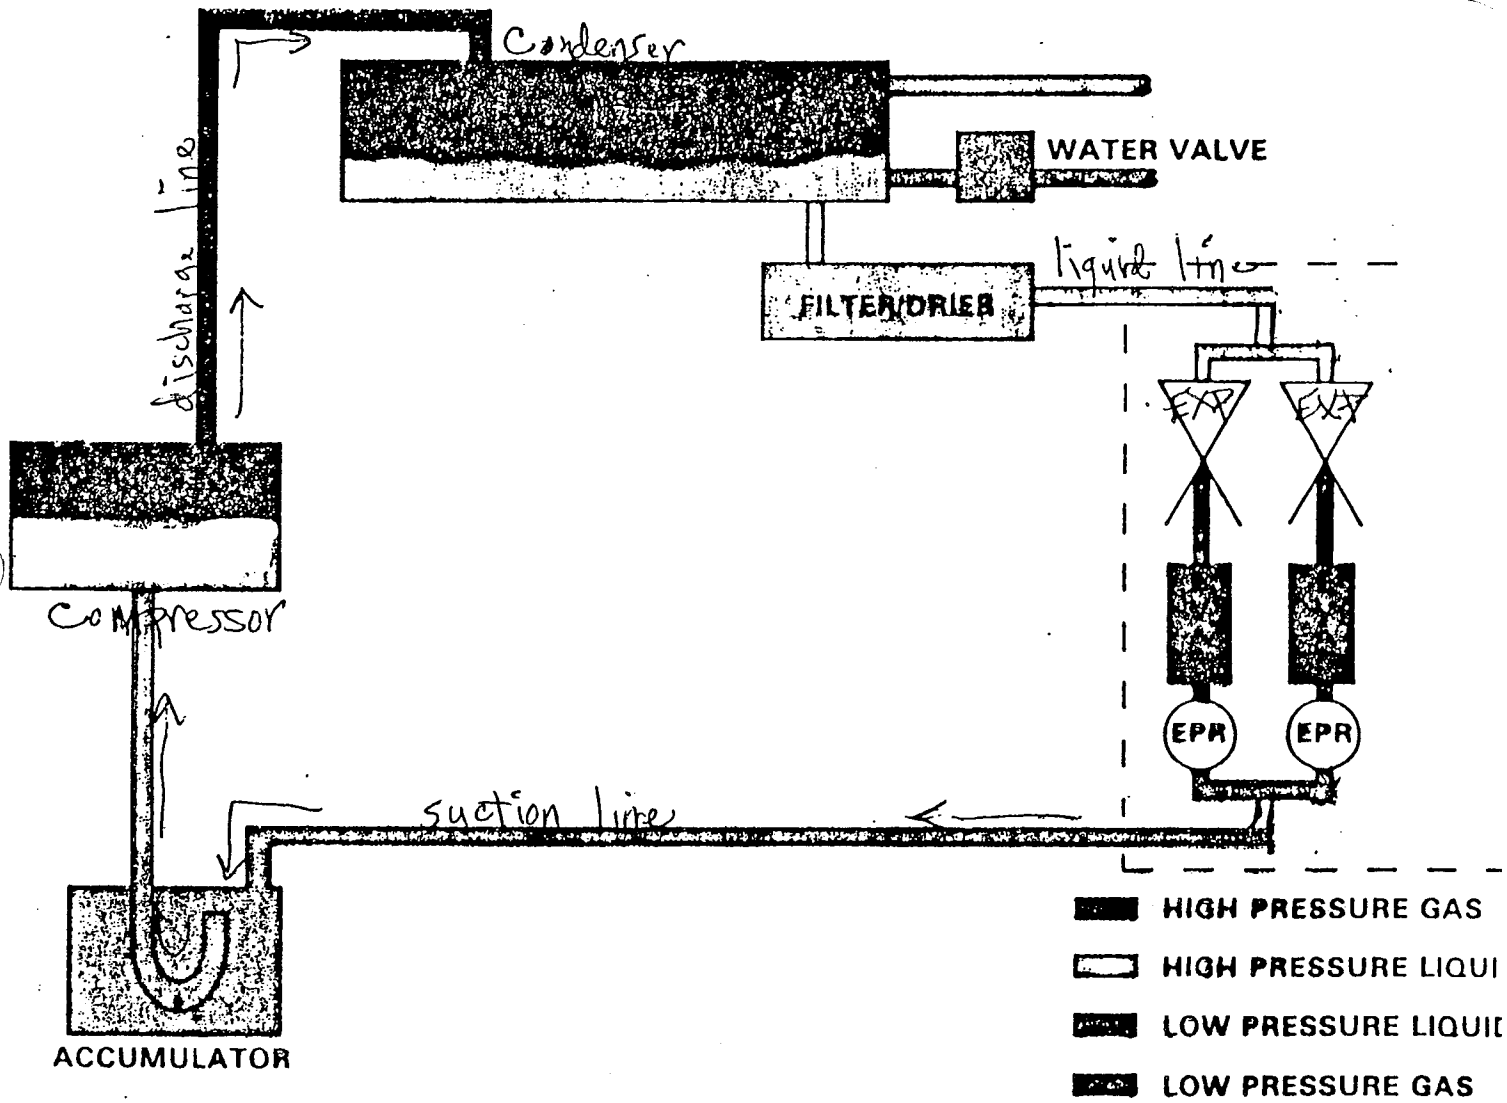 Condenser
WATER VALVE
discharge line
liquid line
FILTER/DRIER
EXP
EXP
compressor
EPR
EPR
suction line
ACCUMULATOR
HIGH PRESSURE GAS
HIGH PRESSURE LIQUI
LOW PRESSURE LIQUID
LOW PRESSURE GAS